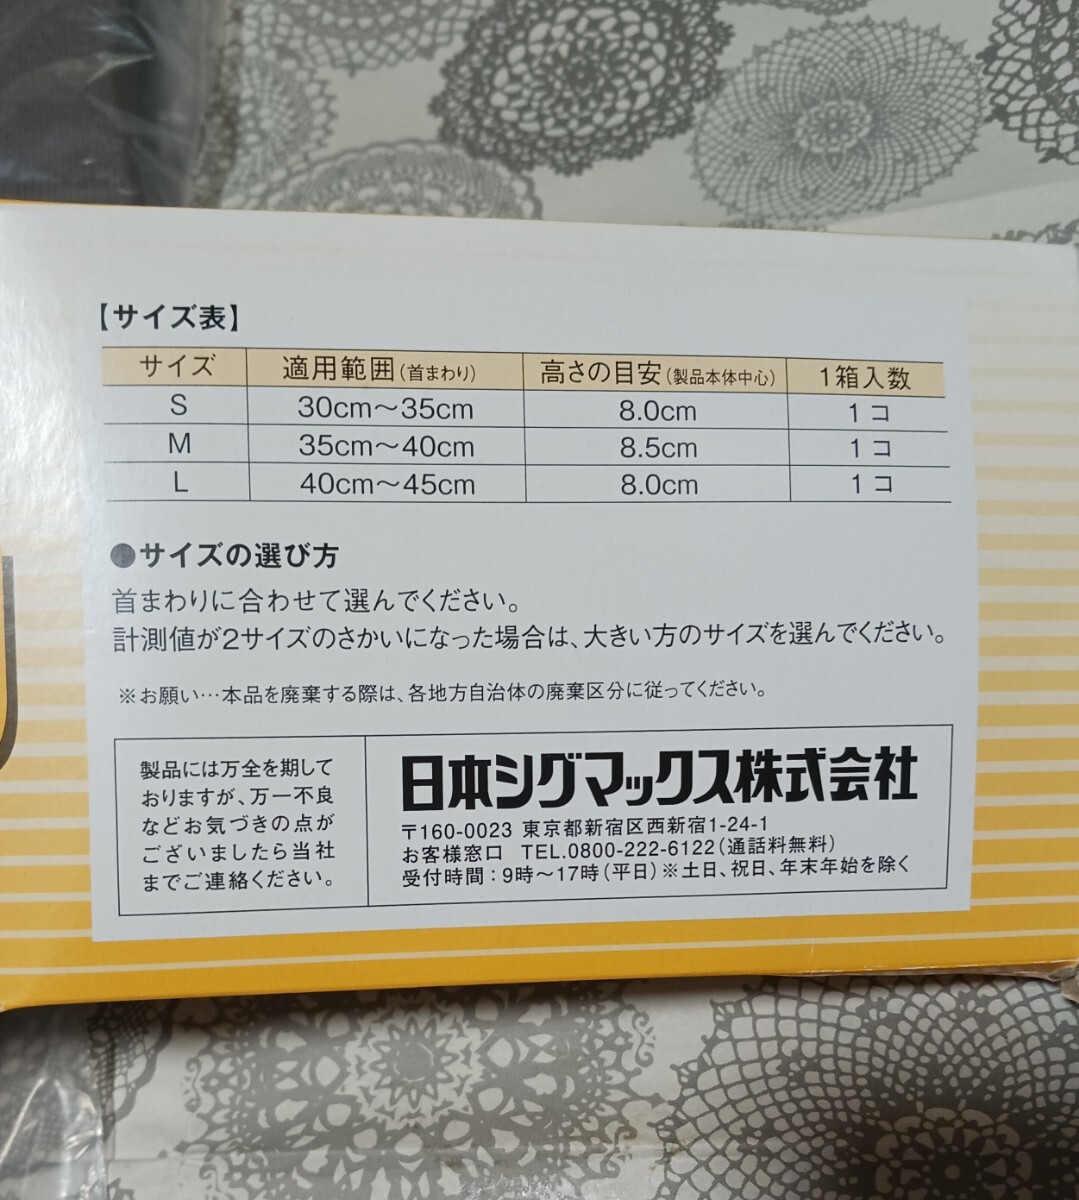 【サイズ表】
サイズ 適用範囲(首まわり) 高さの目安(製品本体中心) 1箱入数
S 30cm〜35cm 8.0cm 1コ
M 35cm〜40cm 8.5cm 1コ
L 40cm〜45cm 8.0cm 1コ
●サイズの選び方
首まわりに合わせて選んでください。
計測値が2サイズのさかいになった場合は、大きい方のサイズを選んでください。
※お願い…本品を廃棄する際は、各地方自治体の廃棄区分に従ってください。
製品には万全を期して
おりますが、万一不良
などお気づきの点が
ございましたら当社
までご連絡ください。
日本シグマックス株式会社
〒160-0023 東京都新宿区西新宿1-24-1
お客様窓口 TEL.0800-222-6122(通話料無料)
受付時間:9時〜17時(平日)※土日、祝日、年末年始を除く